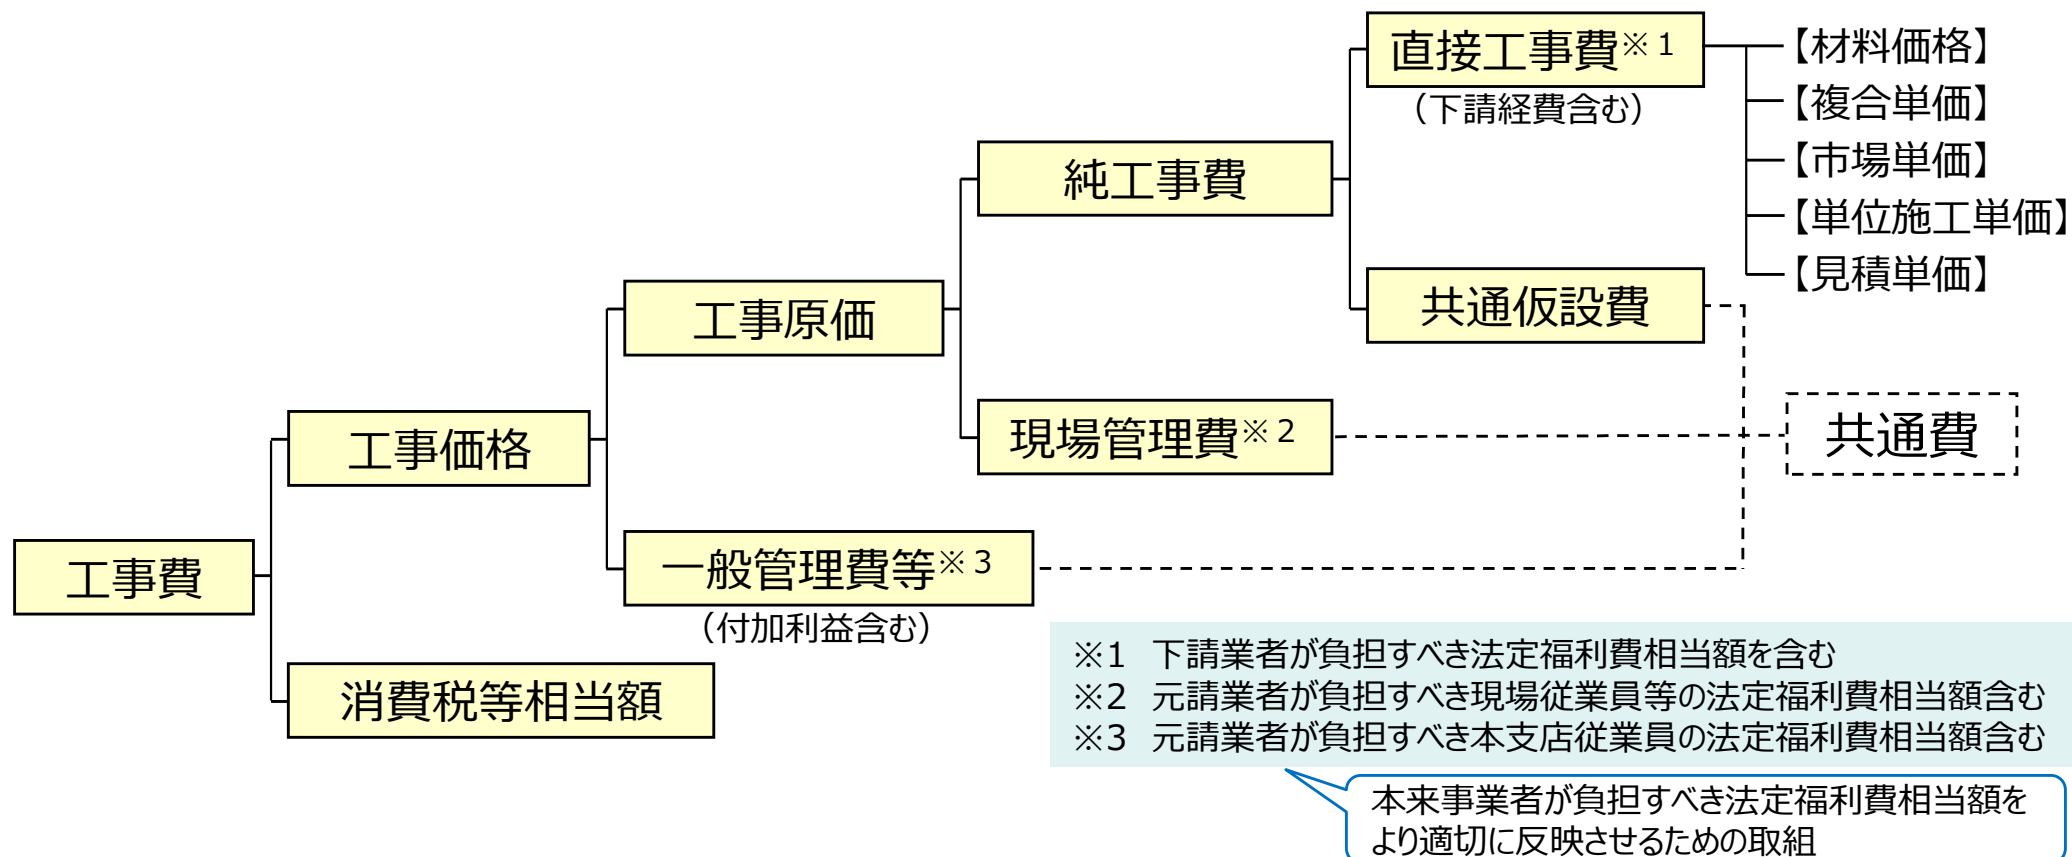 直接工事費※1
（下請経費含む）
【材料価格】
【複合単価】
【市場単価】
【単位施工単価】
【見積単価】
純工事費
共通仮設費
工事原価
現場管理費※2
共通費
工事価格
一般管理費等※3
（付加利益含む）
工事費
消費税等相当額
※1 下請業者が負担すべき法定福利費相当額を含む
※2 元請業者が負担すべき現場従業員等の法定福利費相当額含む
※3 元請業者が負担すべき本支店従業員の法定福利費相当額含む
本来事業者が負担すべき法定福利費相当額を
より適切に反映させるための取組